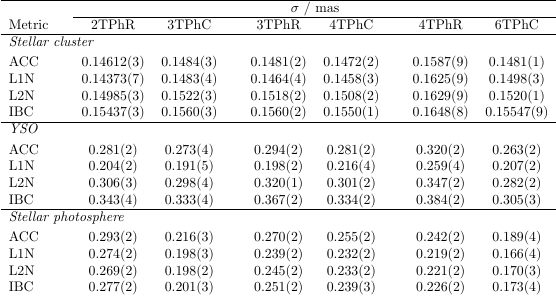 σ / mas
Metric 2TPhR 3TPhC 3TPhR 4TPhC 4TPhR 6TPhC
Stellar cluster
ACC 0.14612(3) 0.1484(3) 0.1481(2) 0.1472(2) 0.1587(9) 0.1481(1)
L1N 0.14373(7) 0.1483(4) 0.1464(4) 0.1458(3) 0.1625(9) 0.1498(3)
L2N 0.14985(3) 0.1522(3) 0.1518(2) 0.1508(2) 0.1629(9) 0.1520(1)
IBC 0.15437(3) 0.1560(3) 0.1560(2) 0.1550(1) 0.1648(8) 0.15547(9)
YSO
ACC 0.281(2) 0.273(4) 0.294(2) 0.281(2) 0.320(2) 0.263(2)
L1N 0.204(2) 0.191(5) 0.198(2) 0.216(4) 0.259(4) 0.207(2)
L2N 0.306(3) 0.298(4) 0.320(1) 0.301(2) 0.347(2) 0.282(2)
IBC 0.343(4) 0.333(4) 0.367(2) 0.334(2) 0.384(2) 0.305(3)
Stellar photosphere
ACC 0.293(2) 0.216(3) 0.270(2) 0.255(2) 0.242(2) 0.189(4)
L1N 0.274(2) 0.198(3) 0.239(2) 0.232(2) 0.219(2) 0.166(4)
L2N 0.269(2) 0.198(2) 0.245(2) 0.233(2) 0.221(2) 0.170(3)
IBC 0.277(2) 0.201(3) 0.251(2) 0.239(3) 0.226(2) 0.173(4)